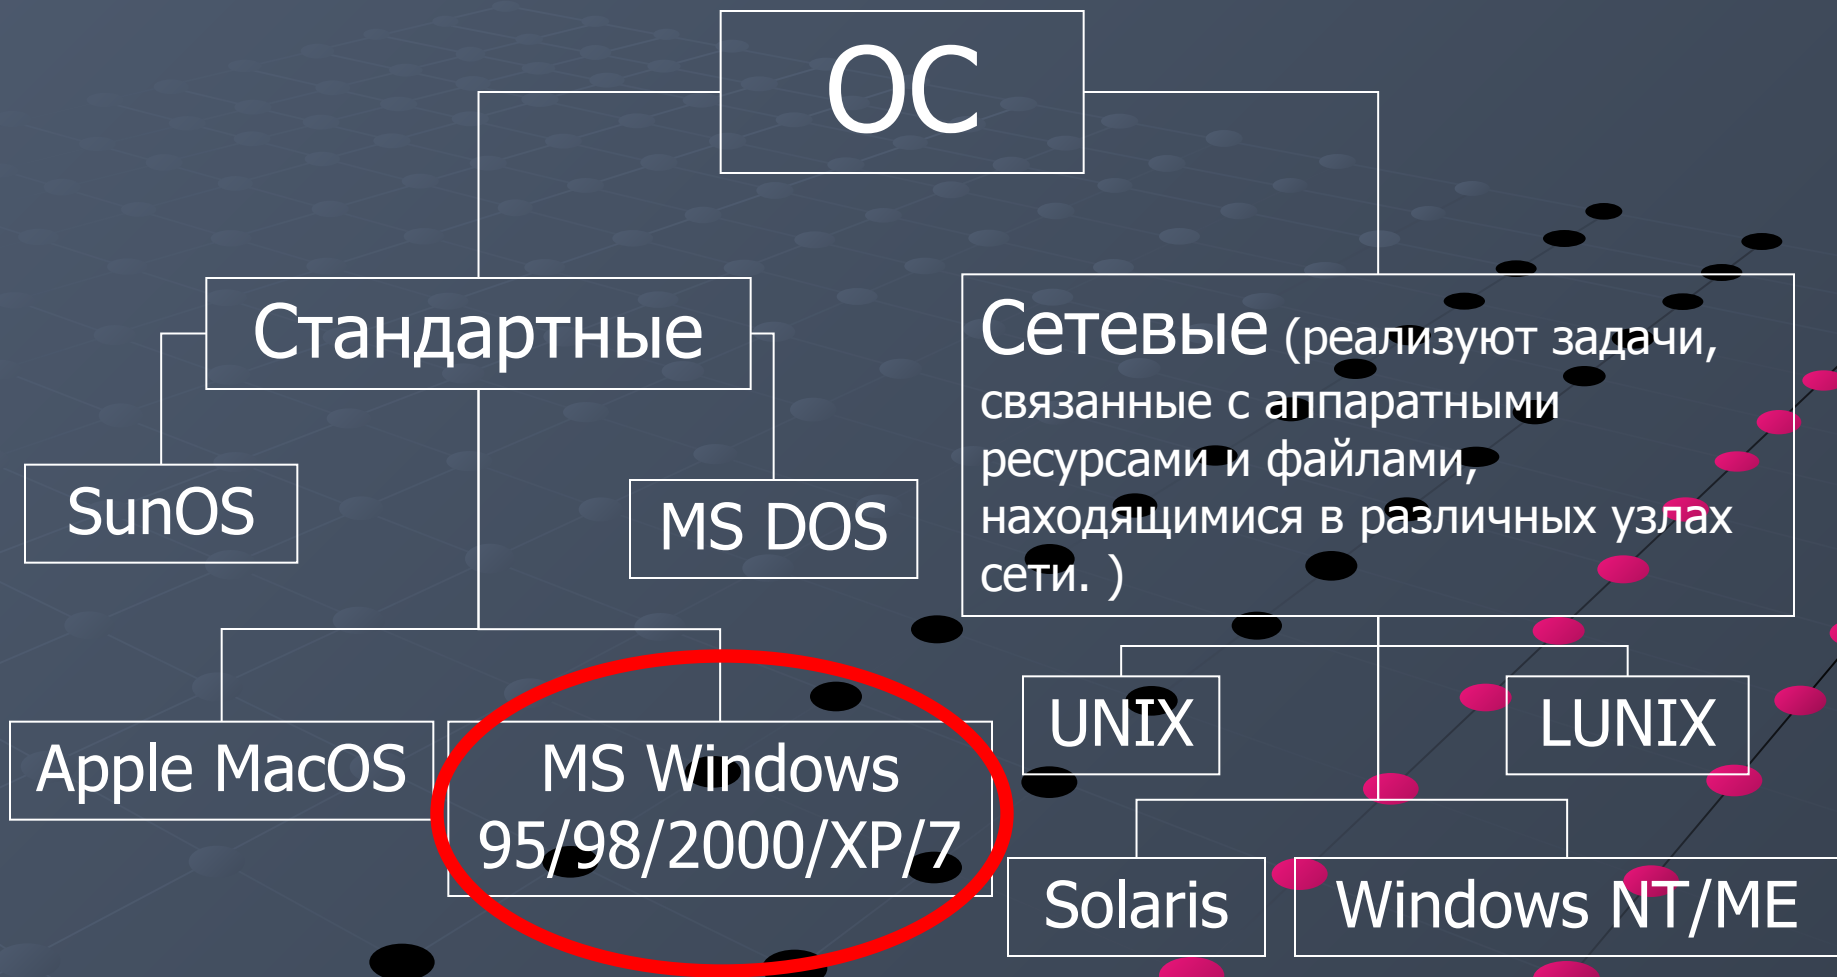 ОС
Стандартные
Сетевые (реализуют задачи,
связанные с аппаратными
ресурсами и файлами,
находящимися в различных узлах
сети. )
SunOS
MS DOS
Apple MacOS
MS Windows
95/98/2000/XP/7
UNIX
LUNIX
Solaris
Windows NT/ME